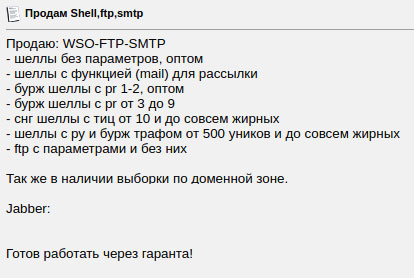 Продам Shell,ftp,smtp
Продаю: WSO-FTP-SMTP
- шеллы без параметров, оптом
- шеллы с функцией (mail) для рассылки
- бурж шеллы с pr 1-2, оптом
- бурж шеллы с pr от 3 до 9
- снг шеллы с тиц от 10 и до совсем жирных
- шеллы с ру и бурж трафом от 500 уников и до совсем жирных
- ftp с параметрами и без них
Так же в наличии выборки по доменной зоне.
Jabber:
Готов работать через гаранта!